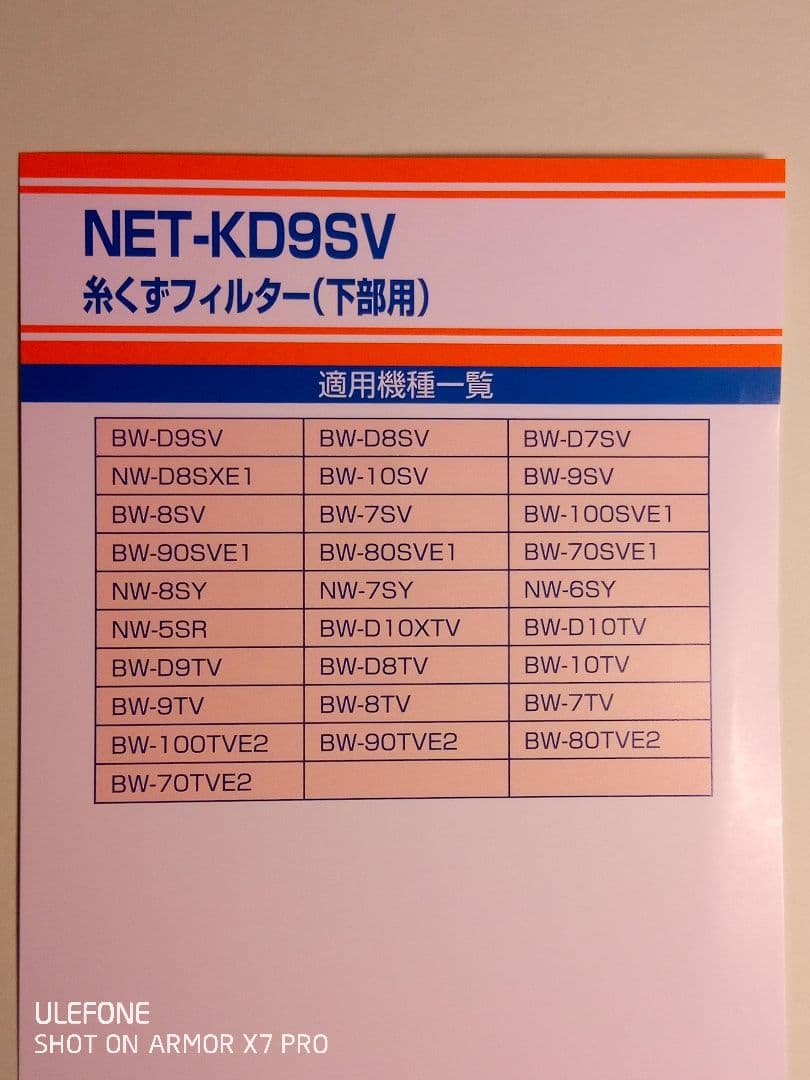 NET-KD9SV
糸くずフィルター(下部用)
適用機種一覧
BW-D9SV BW-D8SV BW-D7SV
NW-D8SXE1 BW-10SV BW-9SV
BW-8SV BW-7SV BW-100SVE1
BW-90SVE1 BW-80SVE1 BW-70SVE1
NW-8SY NW-7SY NW-6SY
NW-5SR BW-D10XTV BW-D10TV
BW-D9TV BW-D8TV BW-10TV
BW-9TV BW-8TV BW-7TV
BW-100TVE2 BW-90TVE2 BW-80TVE2
BW-70TVE2
ULEFONE
SHOT ON ARMOR X7 PRO